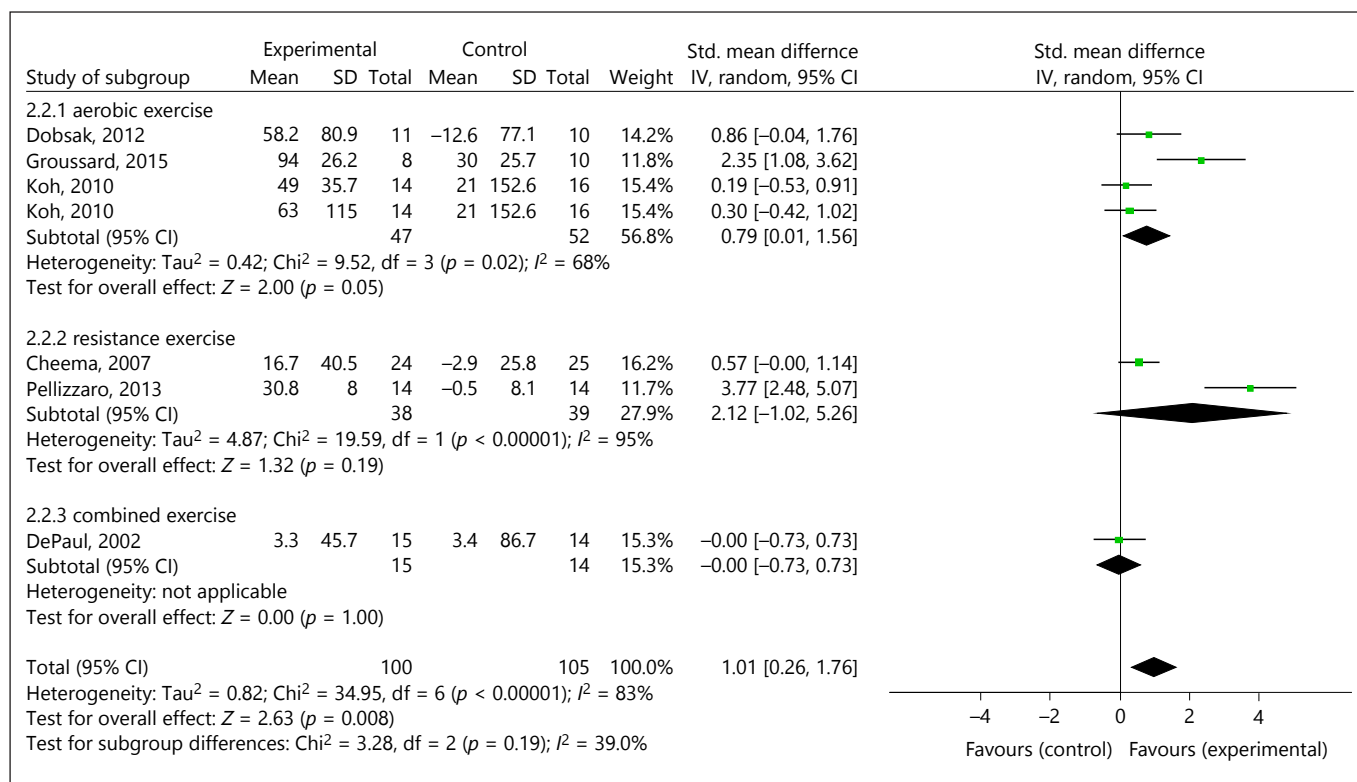 Experimental Control Std. mean differnce Std. mean differnce
Study of subgroup Mean SD Total Mean SD Total Weight IV, random, 95% CI IV, random, 95% CI
2.2.1 aerobic exercise
Dobsak, 2012 58.2 80.9 11 −12.6 77.1 10 14.2% 0.86 [–0.04, 1.76]
Groussard, 2015 94 26.2 8 30 25.7 10 11.8% 2.35 [1.08, 3.62]
Koh, 2010 49 35.7 14 21 152.6 16 15.4% 0.19 [–0.53, 0.91]
Koh, 2010 63 115 14 21 152.6 16 15.4% 0.30 [–0.42, 1.02]
Subtotal (95% CI) 47 52 56.8% 0.79 [0.01, 1.56]
Heterogeneity: Tau² = 0.42; Chi² = 9.52, df = 3 (p = 0.02); I² = 68%
Test for overall effect: Z = 2.00 (p = 0.05)
2.2.2 resistance exercise
Cheema, 2007 16.7 40.5 24 −2.9 25.8 25 16.2% 0.57 [–0.00, 1.14]
Pellizzaro, 2013 30.8 8 14 −0.5 8.1 14 11.7% 3.77 [2.48, 5.07]
Subtotal (95% CI) 38 39 27.9% 2.12 [–1.02, 5.26]
Heterogeneity: Tau² = 4.87; Chi² = 19.59, df = 1 (p < 0.00001); I² = 95%
Test for overall effect: Z = 1.32 (p = 0.19)
2.2.3 combined exercise
DePaul, 2002 3.3 45.7 15 3.4 86.7 14 15.3% –0.00 [–0.73, 0.73]
Subtotal (95% CI) 15 14 15.3% –0.00 [–0.73, 0.73]
Heterogeneity: not applicable
Test for overall effect: Z = 0.00 (p = 1.00)
Total (95% CI) 100 105 100.0% 1.01 [0.26, 1.76]
Heterogeneity: Tau² = 0.82; Chi² = 34.95, df = 6 (p < 0.00001); I² = 83%
Test for overall effect: Z = 2.63 (p = 0.008)
Test for subgroup differences: Chi² = 3.28, df = 2 (p = 0.19); I² = 39.0%
−4 −2 0 2 4
Favours (control) Favours (experimental)